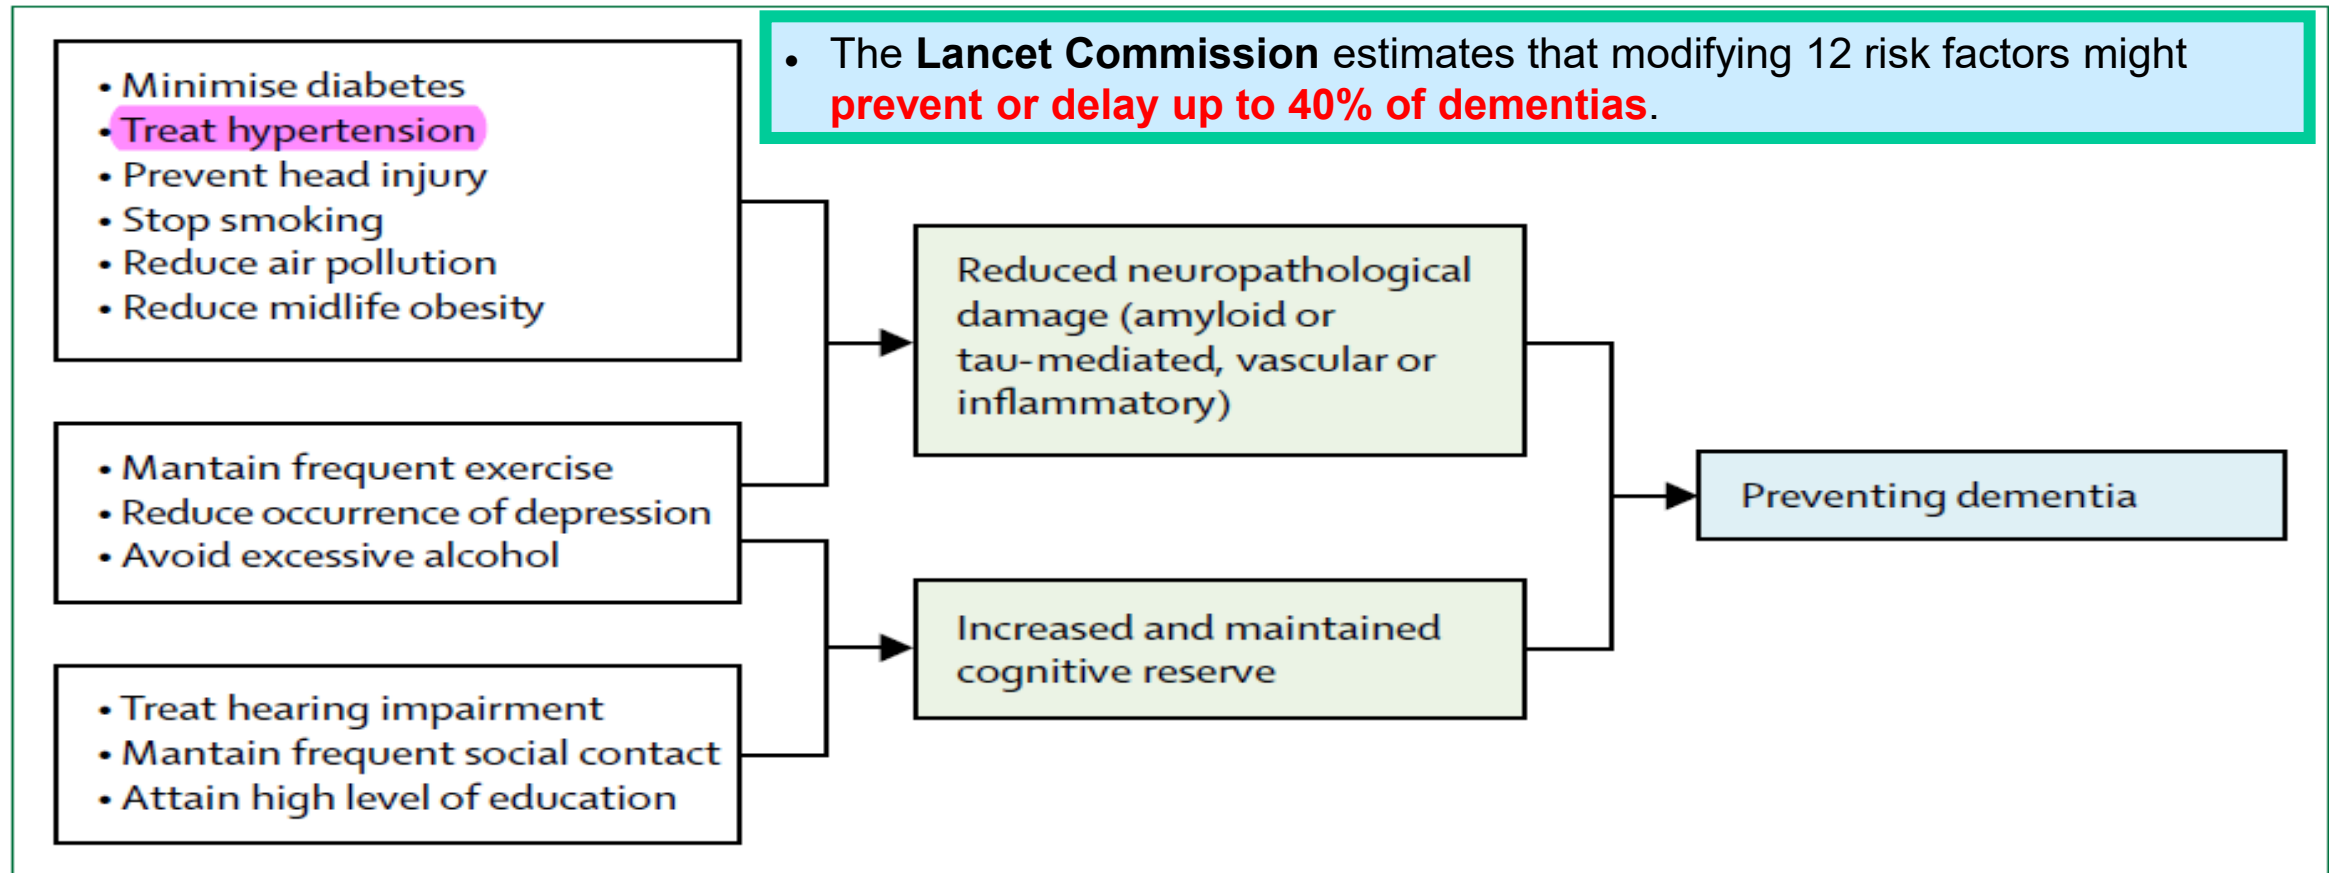 • The Lancet Commission estimates that modifying 12 risk factors might
prevent or delay up to 40% of dementias.
• Minimise diabetes
• Treat hypertension
• Prevent head injury
• Stop smoking
• Reduce air pollution
• Reduce midlife obesity
• Mantain frequent exercise
• Reduce occurrence of depression
• Avoid excessive alcohol
• Treat hearing impairment
• Mantain frequent social contact
• Attain high level of education
Reduced neuropathological
damage (amyloid or
tau-mediated, vascular or
inflammatory)
Increased and maintained
cognitive reserve
Preventing dementia